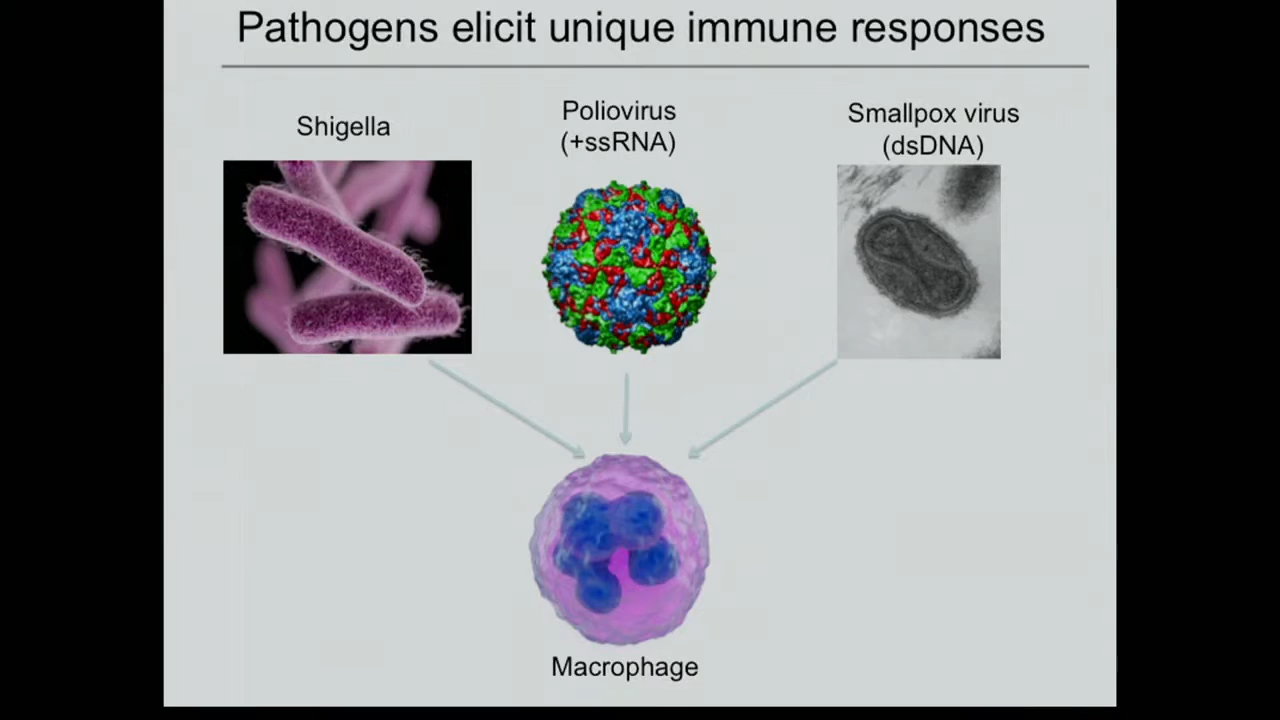 Pathogens elicit unique immune responses
Shigella
Poliovirus
(+ssRNA)
Smallpox virus
(dsDNA)
Macrophage